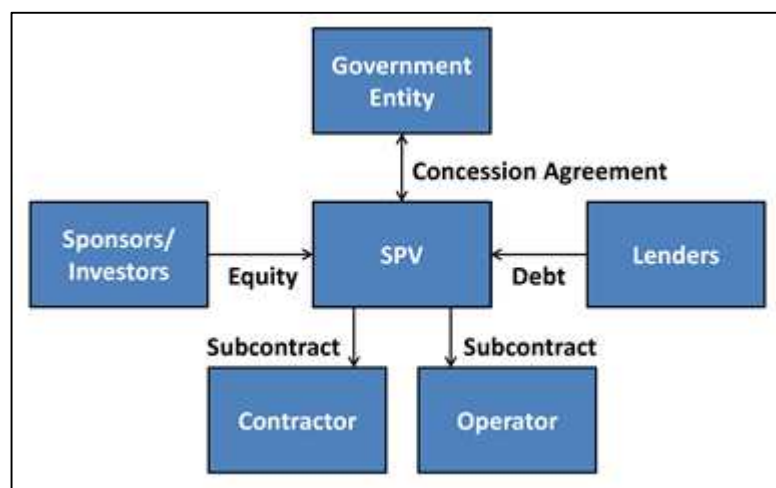 Government
Entity
Concession Agreement
Sponsors/
Investors
Equity
SPV
Debt
Lenders
Subcontract
Subcontract
Contractor
Operator